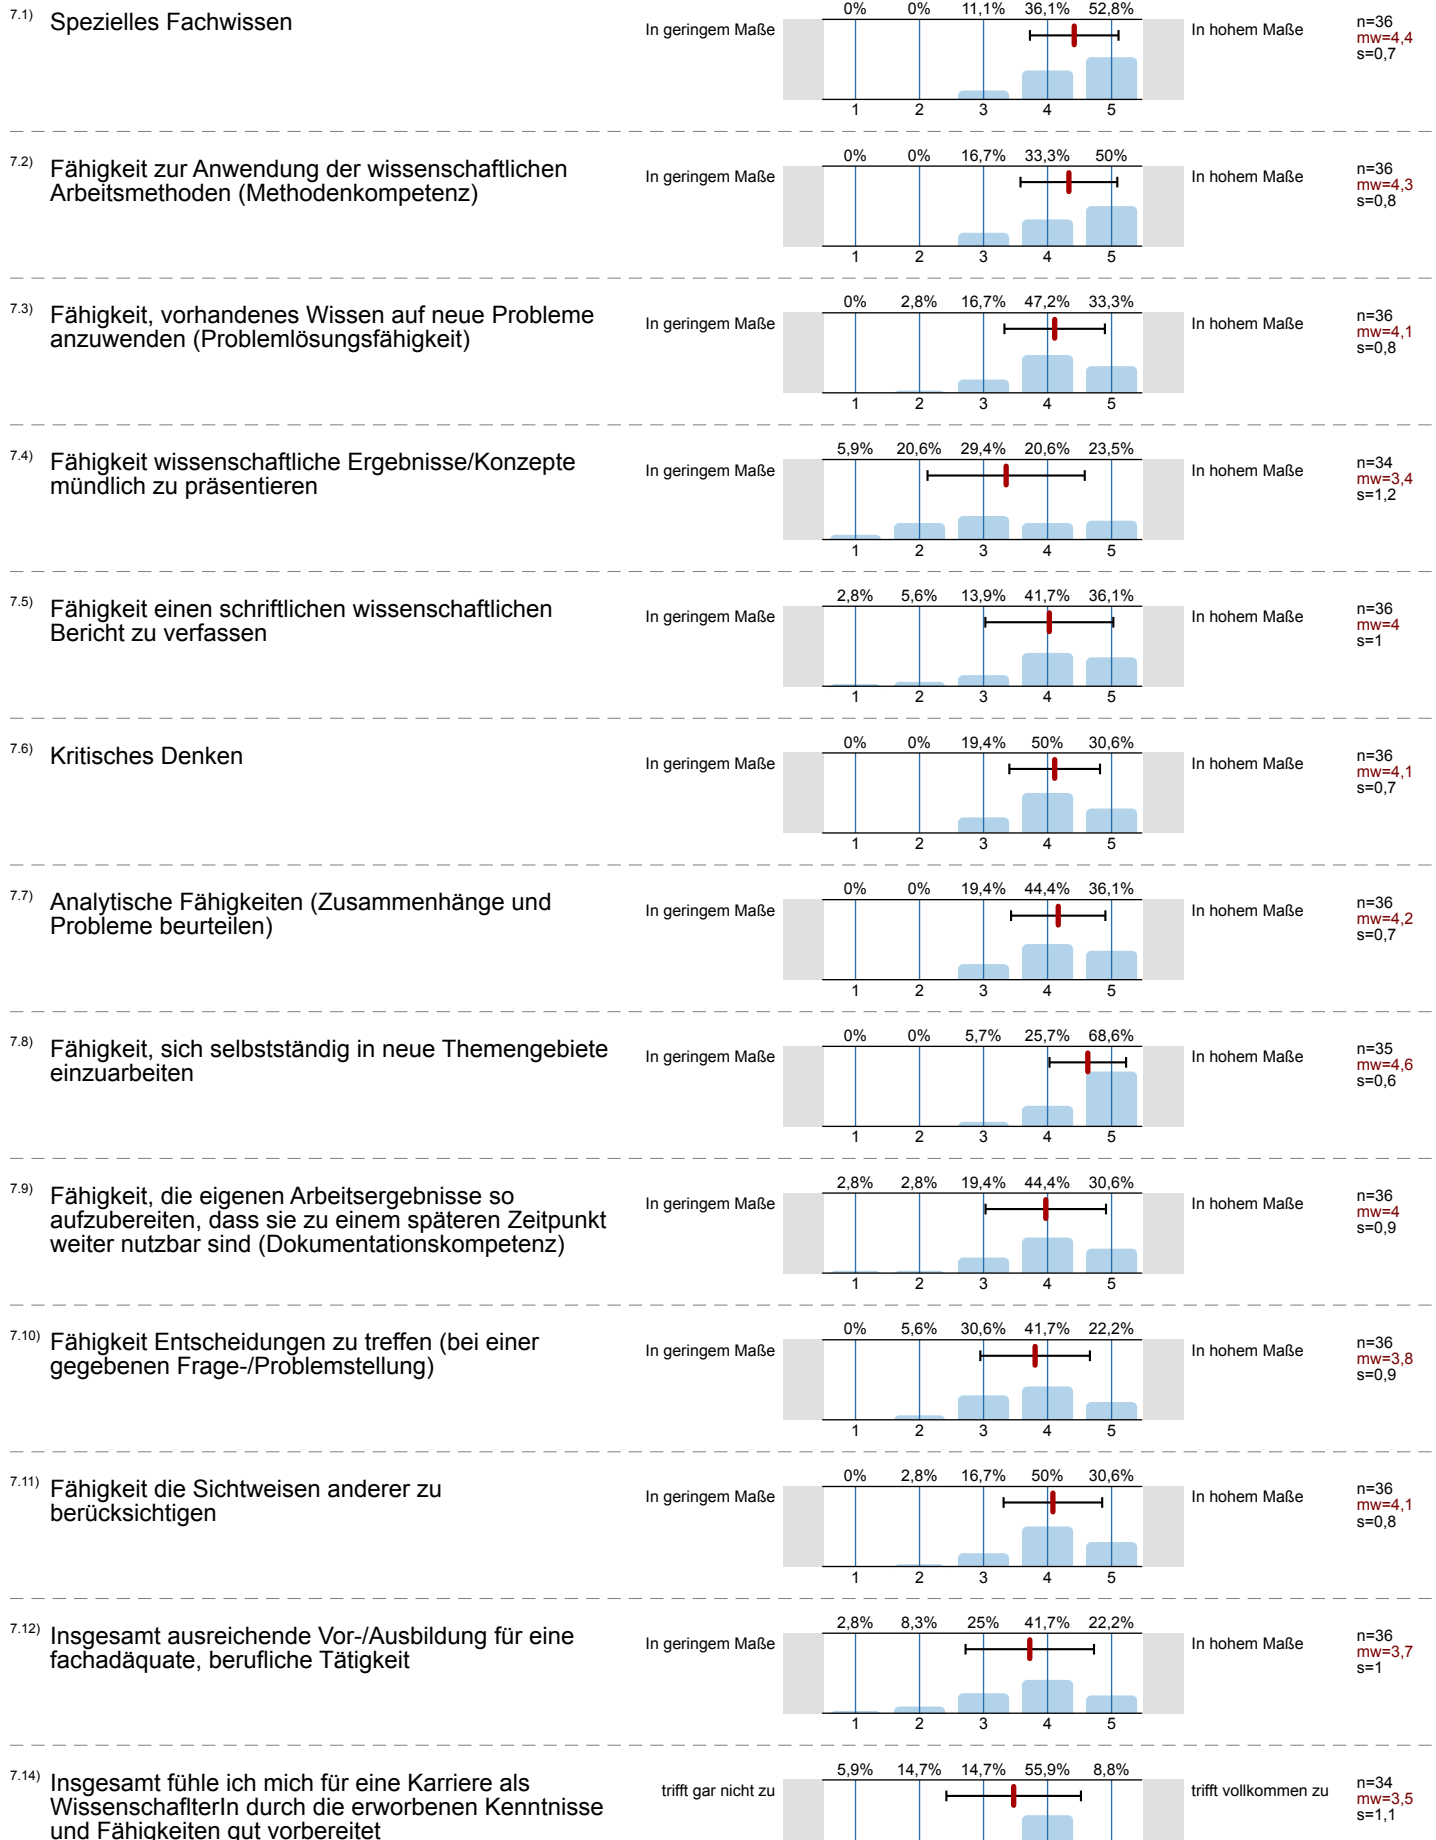 7.1) Spezielles Fachwissen
0% 0% 11,1% 36,1% 52,8%
In geringem Maße In hohem Maße
n=36
mw=4,4
s=0,7
1 2 3 4 5
7.2) Fähigkeit zur Anwendung der wissenschaftlichen
Arbeitsmethoden (Methodenkompetenz)
0% 0% 16,7% 33,3% 50%
In geringem Maße In hohem Maße
n=36
mw=4,3
s=0,8
1 2 3 4 5
7.3) Fähigkeit, vorhandenes Wissen auf neue Probleme
anzuwenden (Problemlösungsfähigkeit)
0% 2,8% 16,7% 47,2% 33,3%
In geringem Maße In hohem Maße
n=36
mw=4,1
s=0,8
1 2 3 4 5
7.4) Fähigkeit wissenschaftliche Ergebnisse/Konzepte
mündlich zu präsentieren
5,9% 20,6% 29,4% 20,6% 23,5%
In geringem Maße In hohem Maße
n=34
mw=3,4
s=1,2
1 2 3 4 5
7.5) Fähigkeit einen schriftlichen wissenschaftlichen
Bericht zu verfassen
2,8% 5,6% 13,9% 41,7% 36,1%
In geringem Maße In hohem Maße
n=36
mw=4
s=1
1 2 3 4 5
7.6) Kritisches Denken
0% 0% 19,4% 50% 30,6%
In geringem Maße In hohem Maße
n=36
mw=4,1
s=0,7
1 2 3 4 5
7.7) Analytische Fähigkeiten (Zusammenhänge und
Probleme beurteilen)
0% 0% 19,4% 44,4% 36,1%
In geringem Maße In hohem Maße
n=36
mw=4,2
s=0,7
1 2 3 4 5
7.8) Fähigkeit, sich selbstständig in neue Themengebiete
einzuarbeiten
0% 0% 5,7% 25,7% 68,6%
In geringem Maße In hohem Maße
n=35
mw=4,6
s=0,6
1 2 3 4 5
7.9) Fähigkeit, die eigenen Arbeitsergebnisse so
aufzubereiten, dass sie zu einem späteren Zeitpunkt
weiter nutzbar sind (Dokumentationskompetenz)
2,8% 2,8% 19,4% 44,4% 30,6%
In geringem Maße In hohem Maße
n=36
mw=4
s=0,9
1 2 3 4 5
7.10) Fähigkeit Entscheidungen zu treffen (bei einer
gegebenen Frage-/Problemstellung)
0% 5,6% 30,6% 41,7% 22,2%
In geringem Maße In hohem Maße
n=36
mw=3,8
s=0,9
1 2 3 4 5
7.11) Fähigkeit die Sichtweisen anderer zu
berücksichtigen
0% 2,8% 16,7% 50% 30,6%
In geringem Maße In hohem Maße
n=36
mw=4,1
s=0,8
1 2 3 4 5
7.12) Insgesamt ausreichende Vor-/Ausbildung für eine
fachadäquate, berufliche Tätigkeit
2,8% 8,3% 25% 41,7% 22,2%
In geringem Maße In hohem Maße
n=36
mw=3,7
s=1
1 2 3 4 5
7.14) Insgesamt fühle ich mich für eine Karriere als
WissenschaflterIn durch die erworbenen Kenntnisse
und Fähigkeiten gut vorbereitet
5,9% 14,7% 14,7% 55,9% 8,8%
trifft gar nicht zu trifft vollkommen zu
n=34
mw=3,5
s=1,1